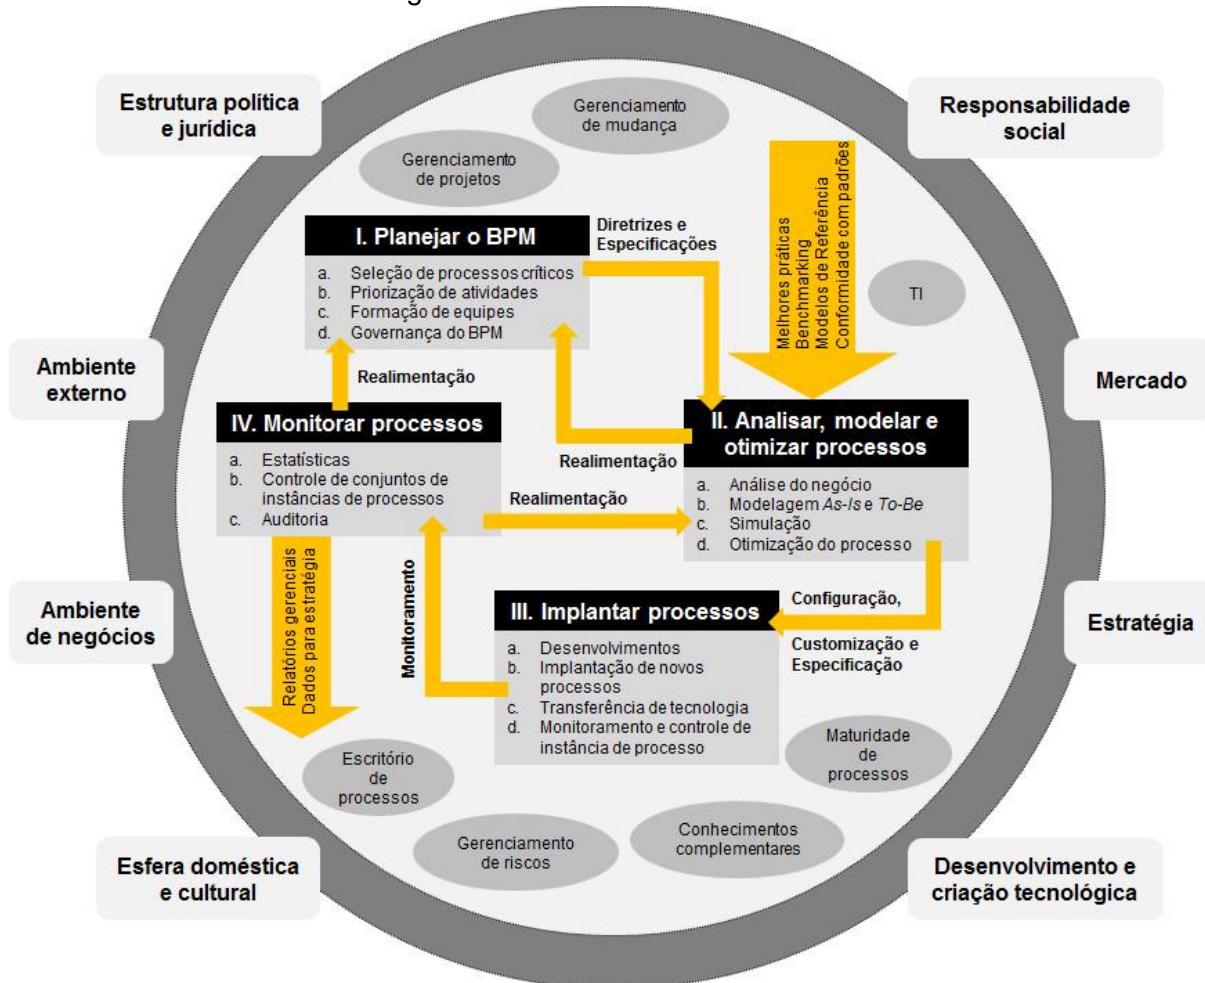 Estrutura política
e jurídica
Responsabilidade
social
Gerenciamento
de mudança
Gerenciamento
de projetos
I. Planejar o BPM
a. Seleção de processos críticos
b. Priorização de atividades
c. Formação de equipes
d. Governança do BPM
Diretrizes e
Especificações
Melhores práticas
Benchmarking
Modelos de Referência
Conformidade com padrões
TI
Ambiente
externo
Mercado
Realimentação
IV. Monitorar processos
a. Estatísticas
b. Controle de conjuntos de
instâncias de processo
c. Auditoria
Realimentação
Realimentação
II. Analisar, modelar e
otimizar processos
a. Análise do negócio
b. Modelagem As-Is e To-Be
c. Simulação
d. Otimização do processo
Relatórios gerenciais
Dados para estratégia
Monitoramento
III. Implantar processos
a. Desenvolvimentos
b. Implantação de novos
processos
c. Transferência de tecnologia
d. Monitoramento e controle de
instância de processo
Configuração,
Customização e
Especificação
Ambiente
de negócios
Estratégia
Escritório
de
processos
Maturidade
de
processos
Gerenciamento
de riscos
Conhecimentos
complementares
Esfera doméstica
e cultural
Desenvolvimento e
criação tecnológica